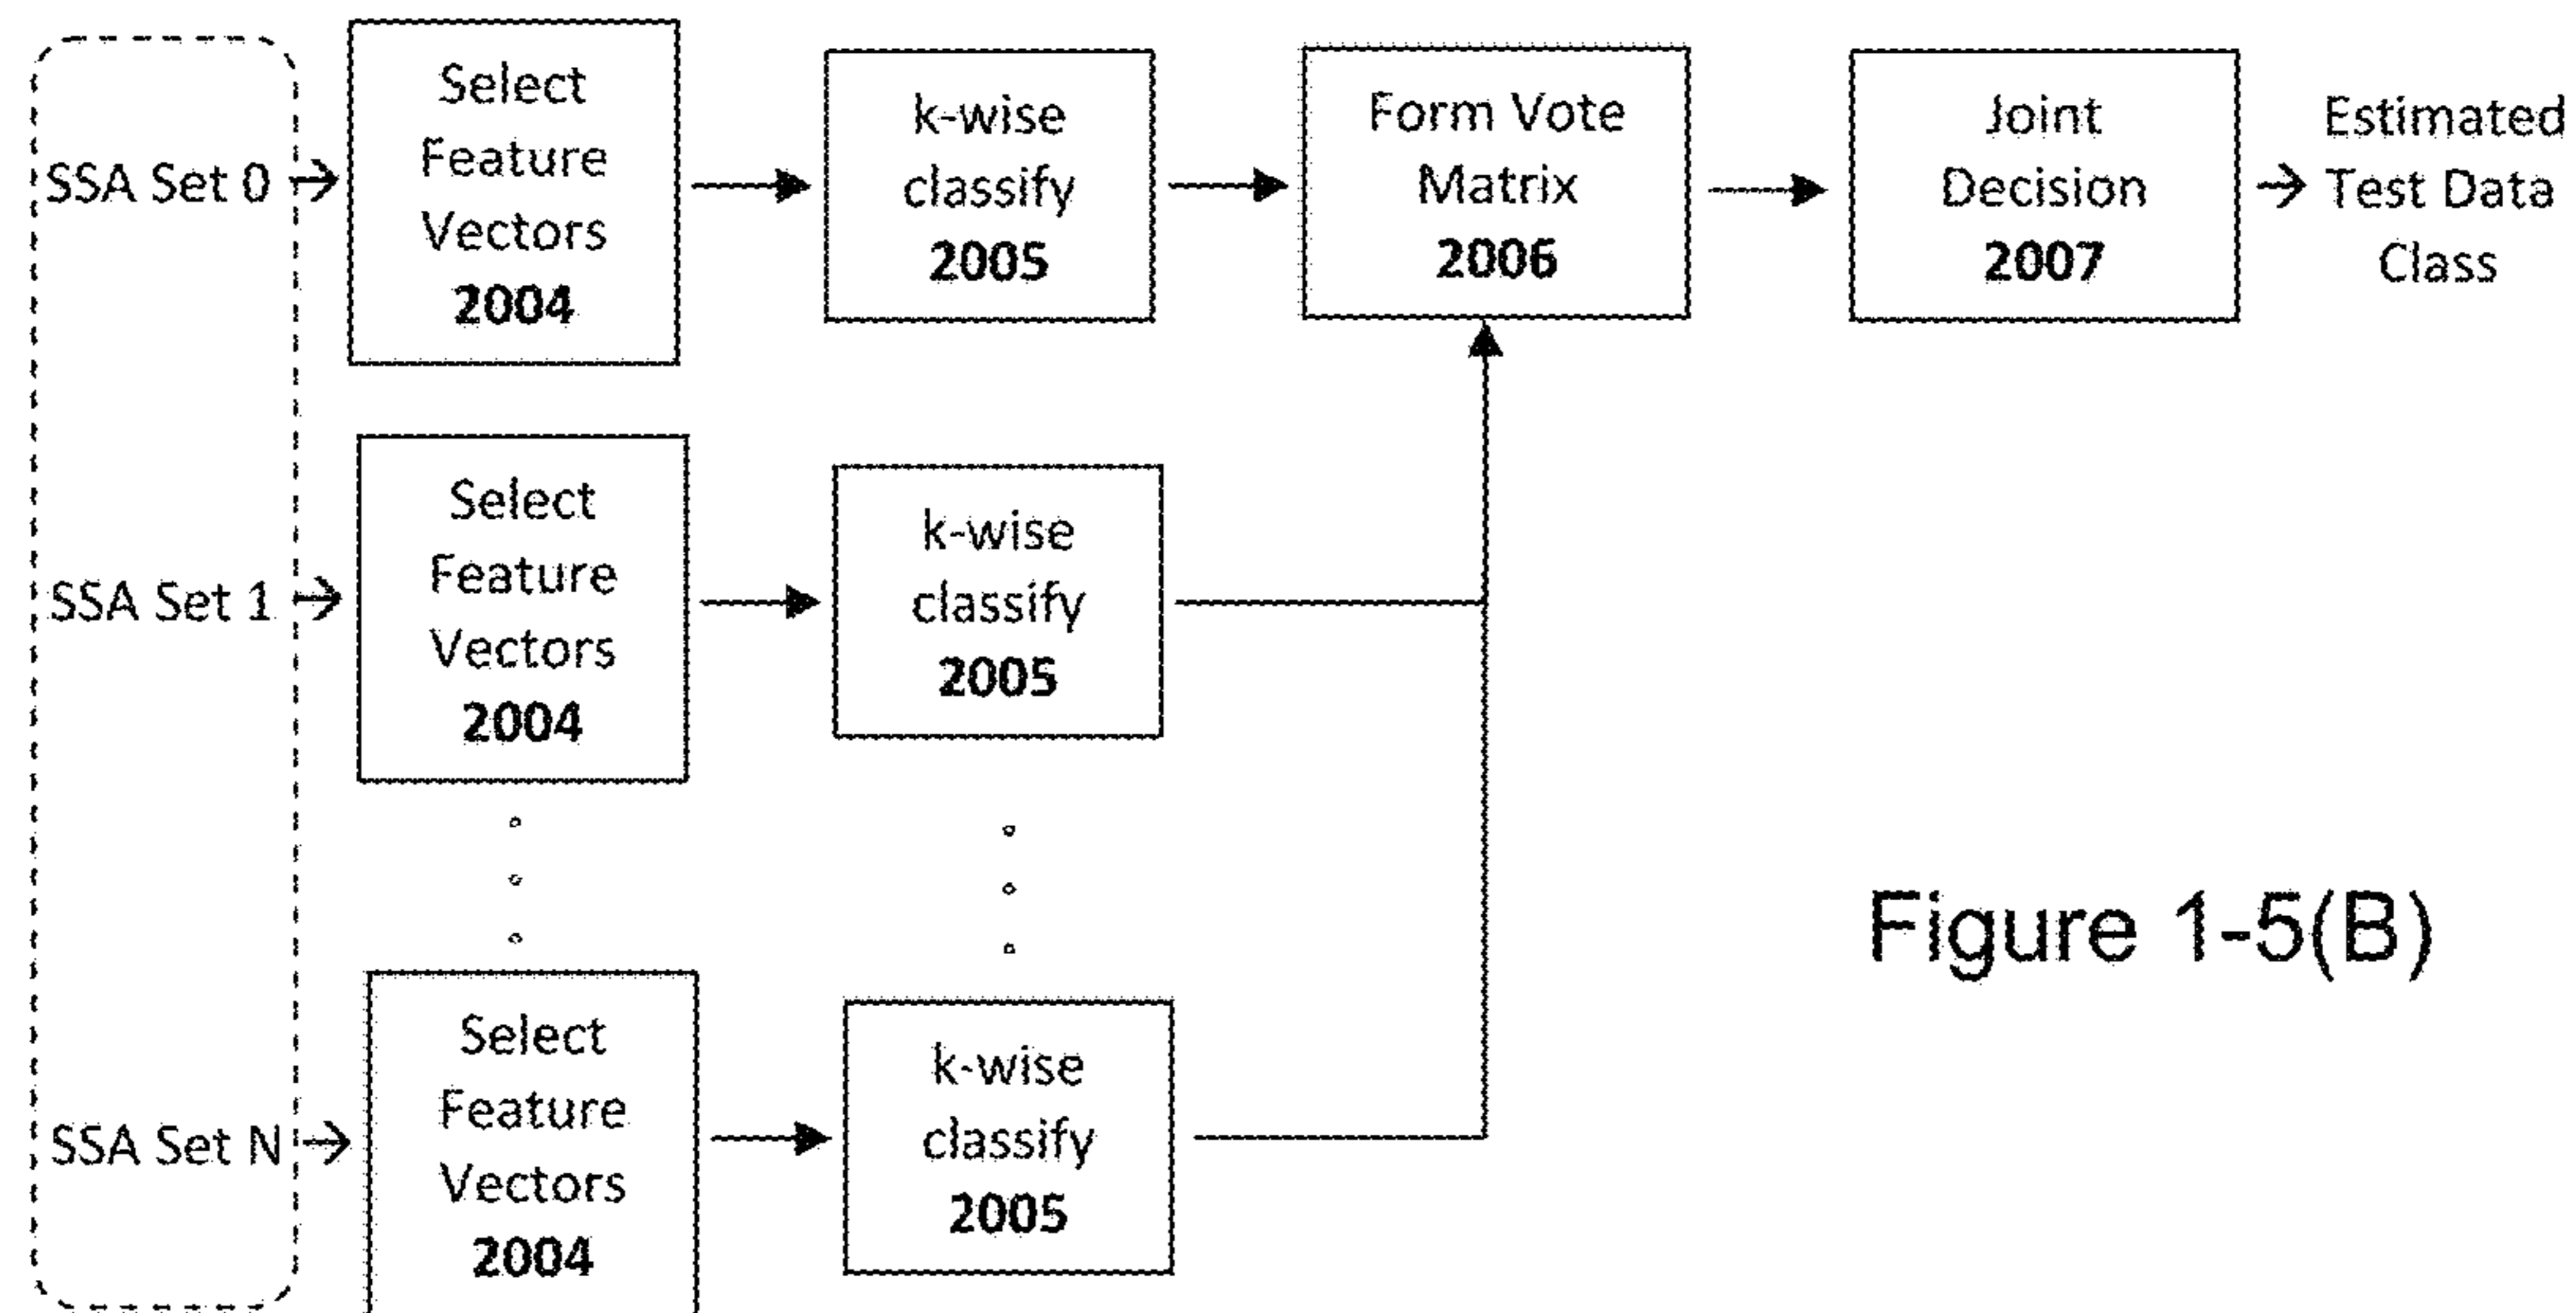 SSA Set 0
Select
Feature
Vectors
2004
k-wise
classify
2005
Form Vote
Matrix
2006
Joint
Decision
2007
Estimated
Test Data
Class
SSA Set 1
Select
Feature
Vectors
2004
k-wise
classify
2005
SSA Set N
Select
Feature
Vectors
2004
k-wise
classify
2005
Figure 1-5(B)